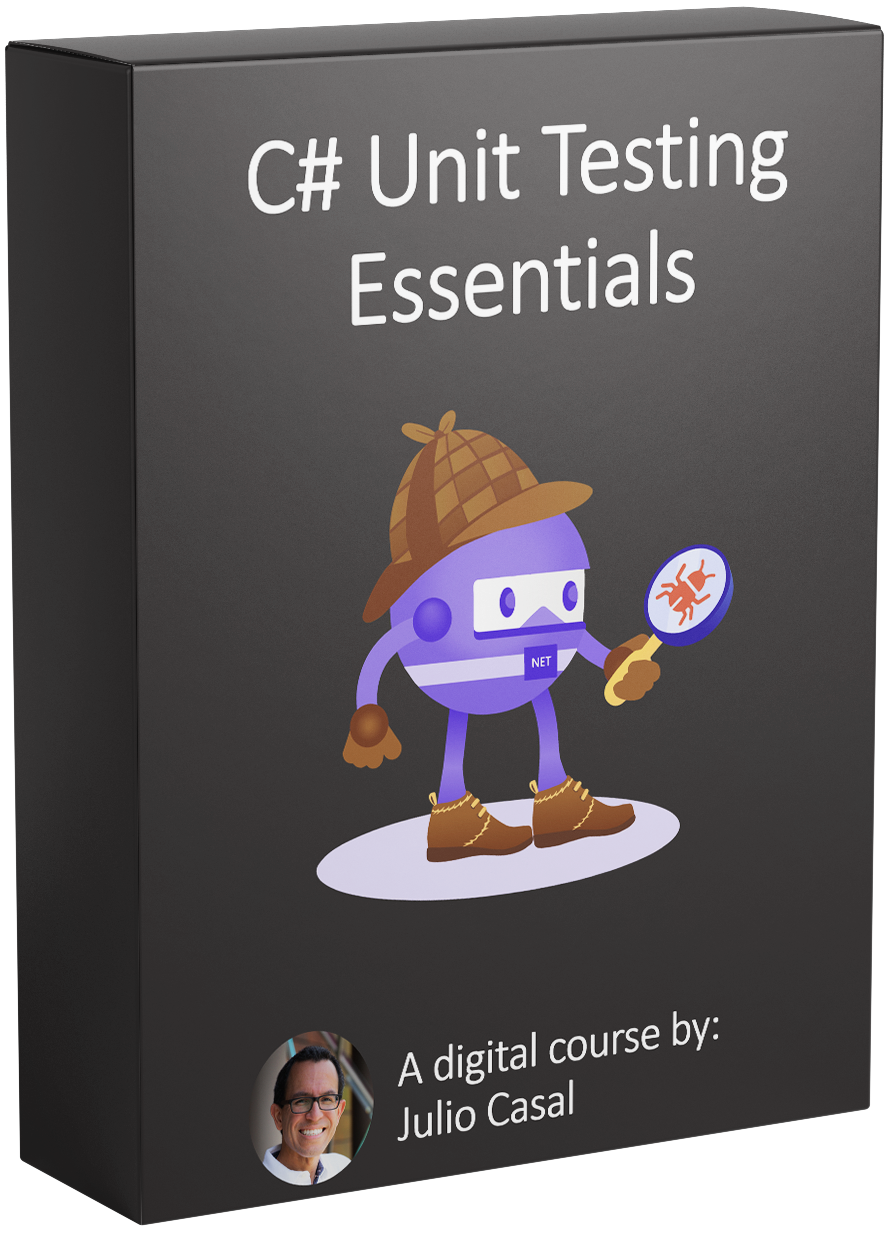 C# Unit Testing
Essentials
NET
A digital course by:
Julio Casal